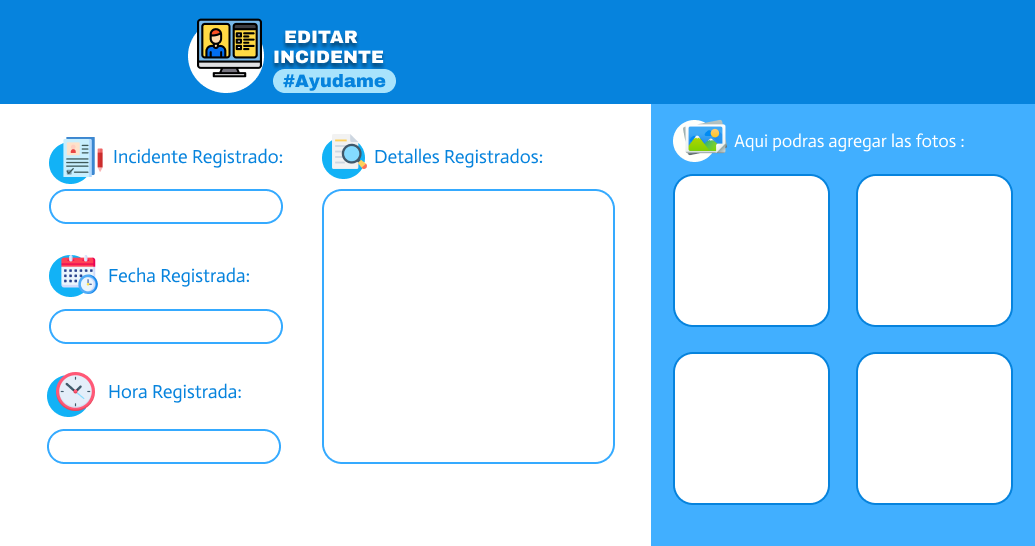 EDITAR
INCIDENTE
#Ayudame
Incidente Registrado:
Detalles Registrados:
Aqui podras agregar las fotos :
Fecha Registrada:
Hora Registrada: